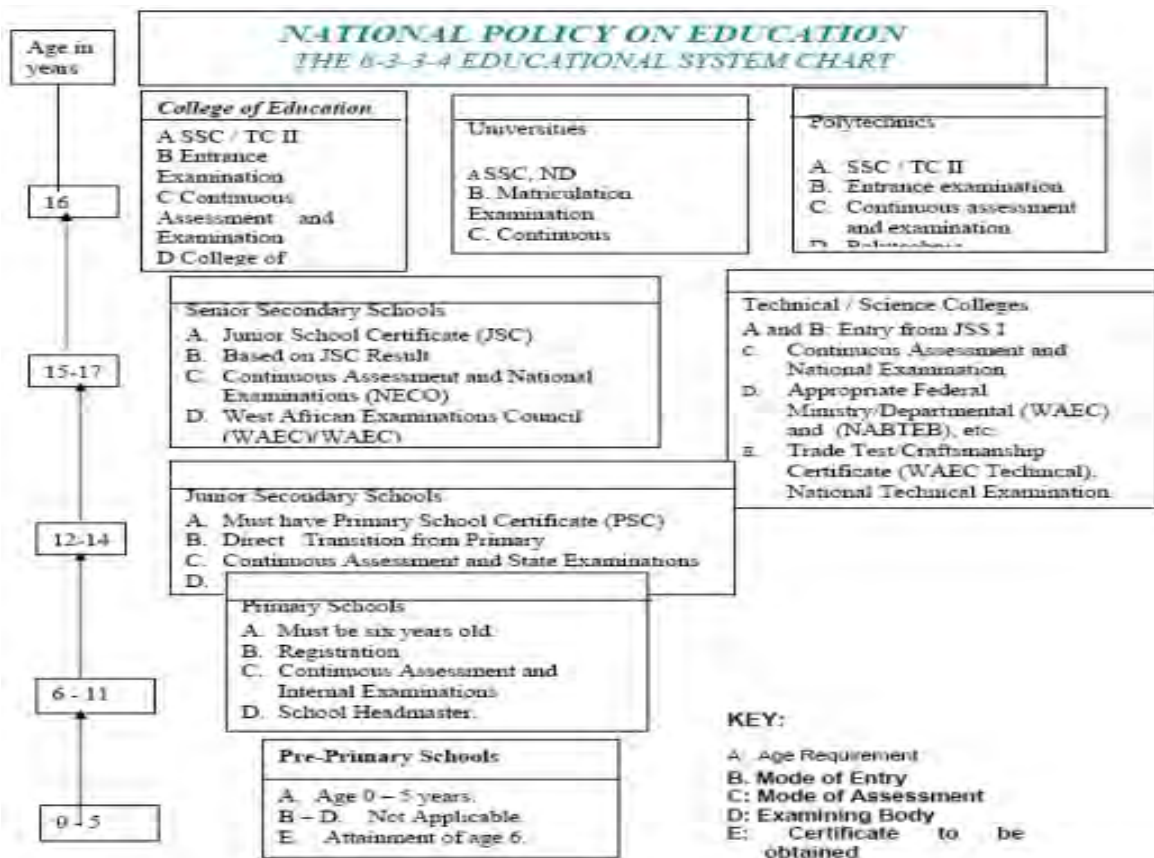 NATIONAL POLICY ON EDUCATION
THE 6-3-3-4 EDUCATIONAL SYSTEM CHART
Age in
years
College of Education
A SSC / TC II
B Entrance
Examination
C Continuous
Assessment and
Examination
D College of
Universities
A SSC, ND
B. Matriculation
Examination
C. Continuous
Polytechnics
A. SSC / TC II
B. Entrance examination
C. Continuous assessment
and examination
D. Polytechnic
16
Senior Secondary Schools
A. Junior School Certificate (JSC)
B. Based on JSC Result
C. Continuous Assessment and National
Examinations (NECO)
D. West African Examinations Council
(WAEC)(WAEC)
Technical / Science Colleges
A and B: Entry from JSS I
C. Continuous Assessment and
National Examination
D. Appropriate Federal
Ministry/Departmental (WAEC)
and (NABTEB), etc
E. Trade Test/Craftsmanship
Certificate (WAEC Technical),
National Technical Examination
15-17
Junior Secondary Schools
A. Must have Primary School Certificate (PSC)
B. Direct Transition from Primary
C. Continuous Assessment and State Examinations
D.
12-14
Primary Schools
A. Must be six years old
B. Registration
C. Continuous Assessment and
Internal Examinations
D. School Headmaster.
6 - 11
Pre-Primary Schools
A. Age 0 – 5 years.
B – D. Not Applicable
E. Attainment of age 6.
0 - 5
KEY:
A: Age Requirement
B. Mode of Entry
C: Mode of Assessment
D: Examining Body
E: Certificate to be
obtained